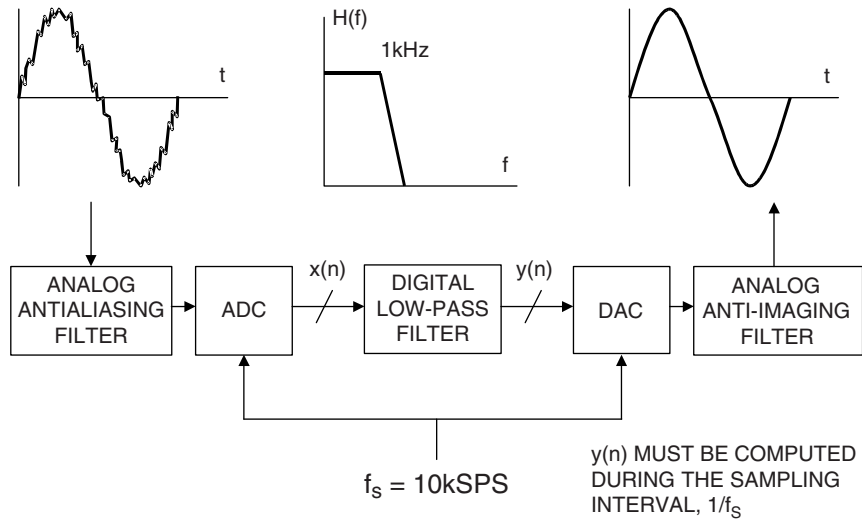 t
H(f)
1kHz
f
t
ANALOG
ANTIALIASING
FILTER
ADC
x(n)
DIGITAL
LOW-PASS
FILTER
y(n)
DAC
ANALOG
ANTI-IMAGING
FILTER
fs = 10kSPS
y(n) MUST BE COMPUTED
DURING THE SAMPLING
INTERVAL, 1/fS